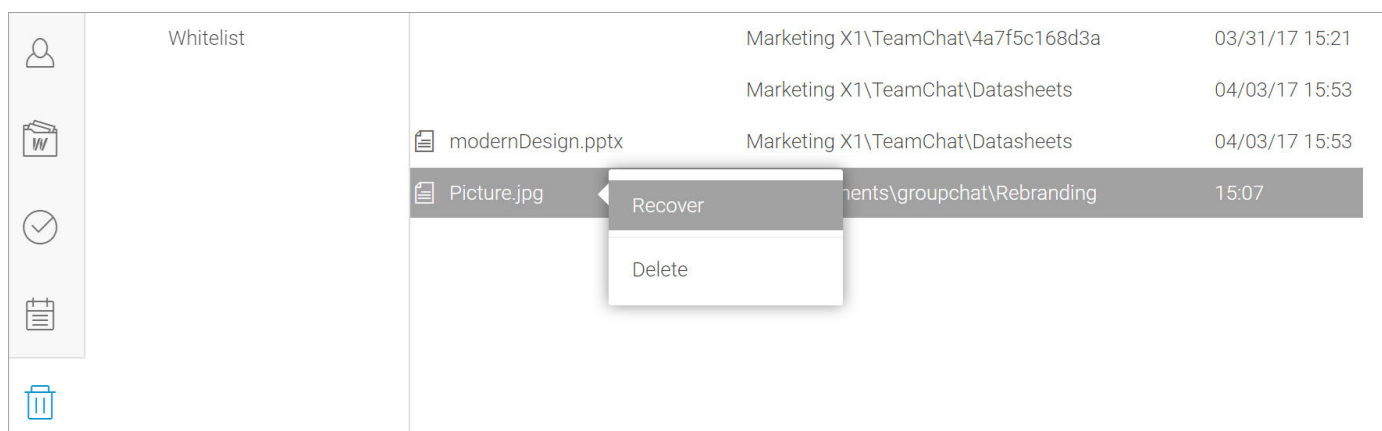 Whitelist Marketing X1\TeamChat\4a7f5c168d3a 03/31/17 15:21
Marketing X1\TeamChat\Datasheets 04/03/17 15:53
W modernDesign.pptx Marketing X1\TeamChat\Datasheets 04/03/17 15:53
Picture.jpg nents\groupchat\Rebranding 15:07
Recover
Delete